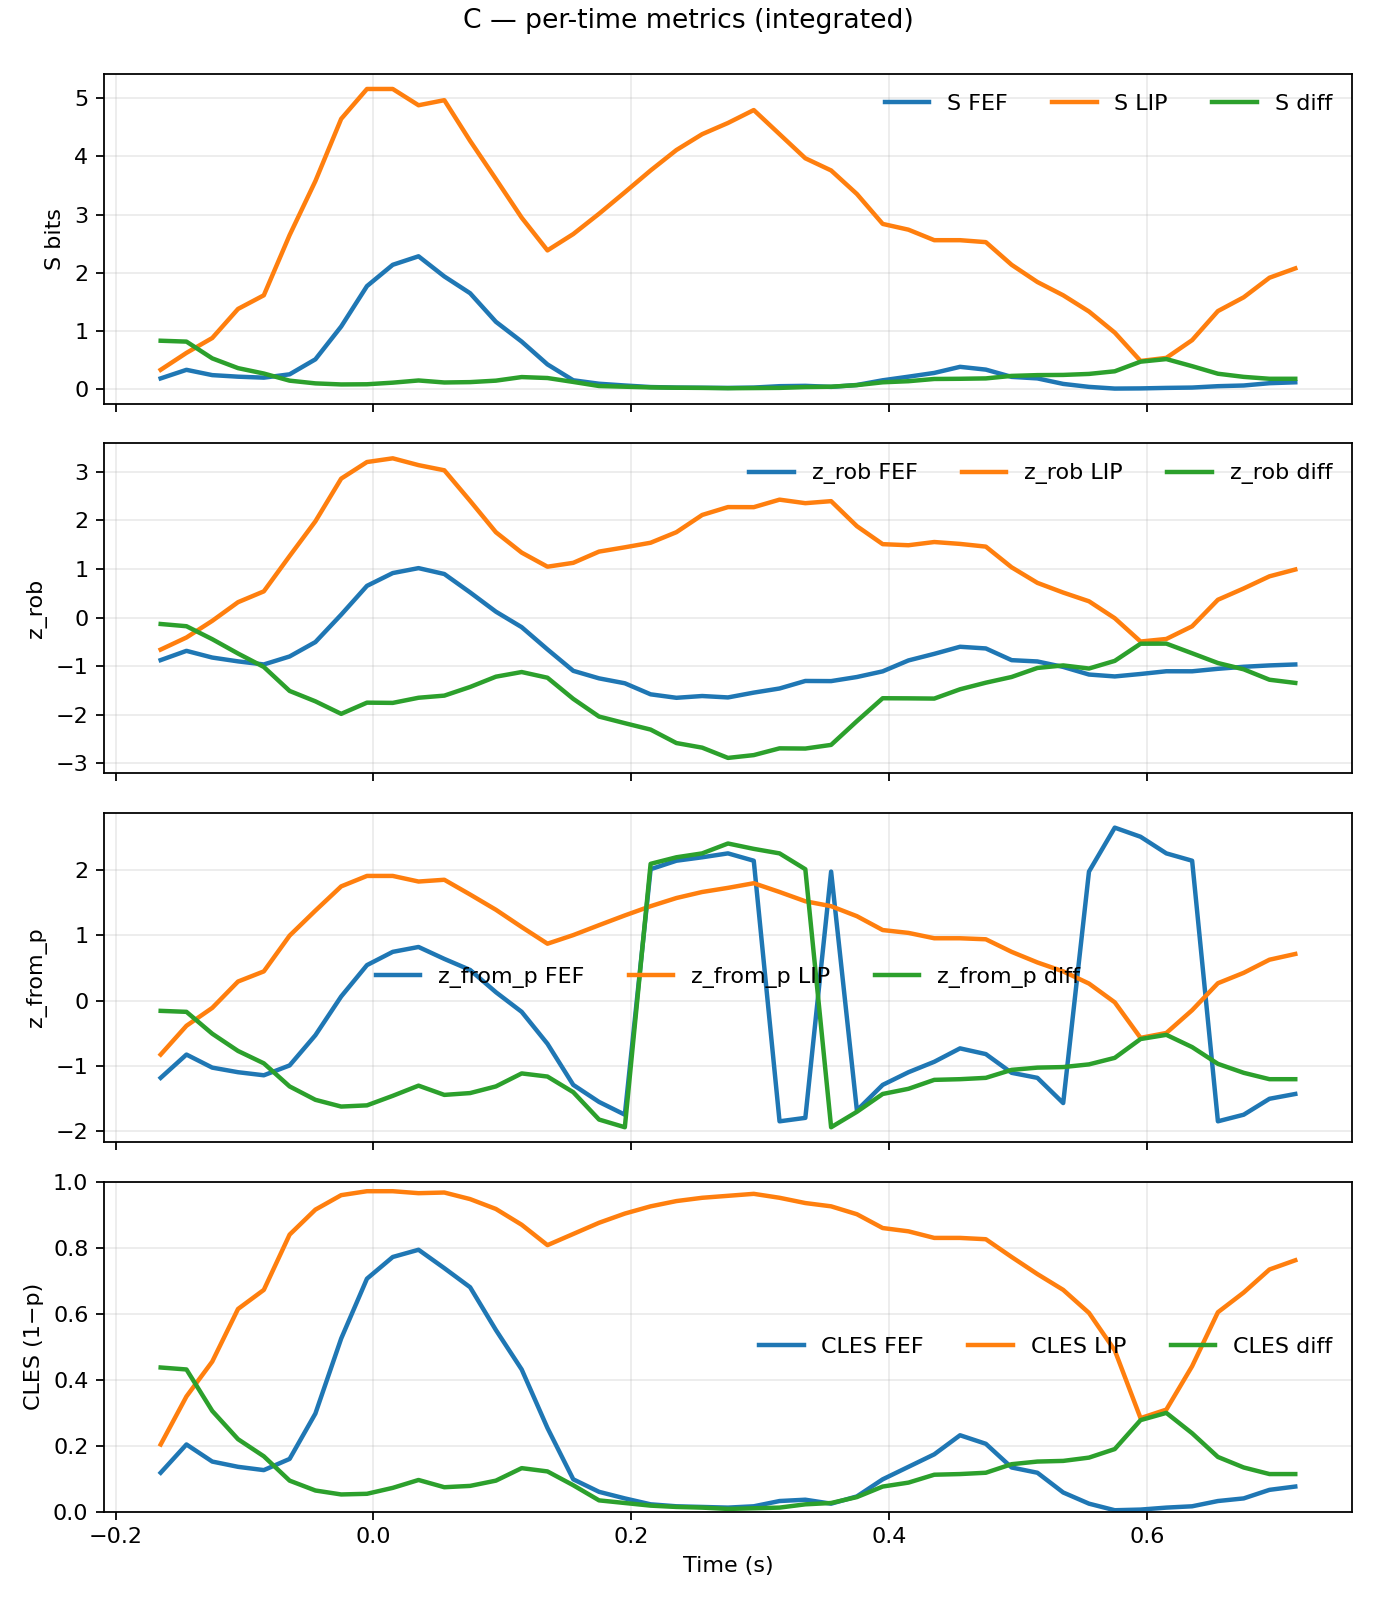 C — per-time metrics (integrated)
S FEF S LIP S diff
5
4
3
2
1
0
S bits
z_rob FEF z_rob LIP z_rob diff
3
2
1
0
−1
−2
−3
z_rob
2
1
0
−1
−2
z_from_p
z_from_p FEF z_from_p LIP z_from_p diff
1.0
0.8
0.6
0.4
0.2
0.0
CLES (1−p)
CLES FEF CLES LIP CLES diff
−0.2 0.0 0.2 0.4 0.6
Time (s)